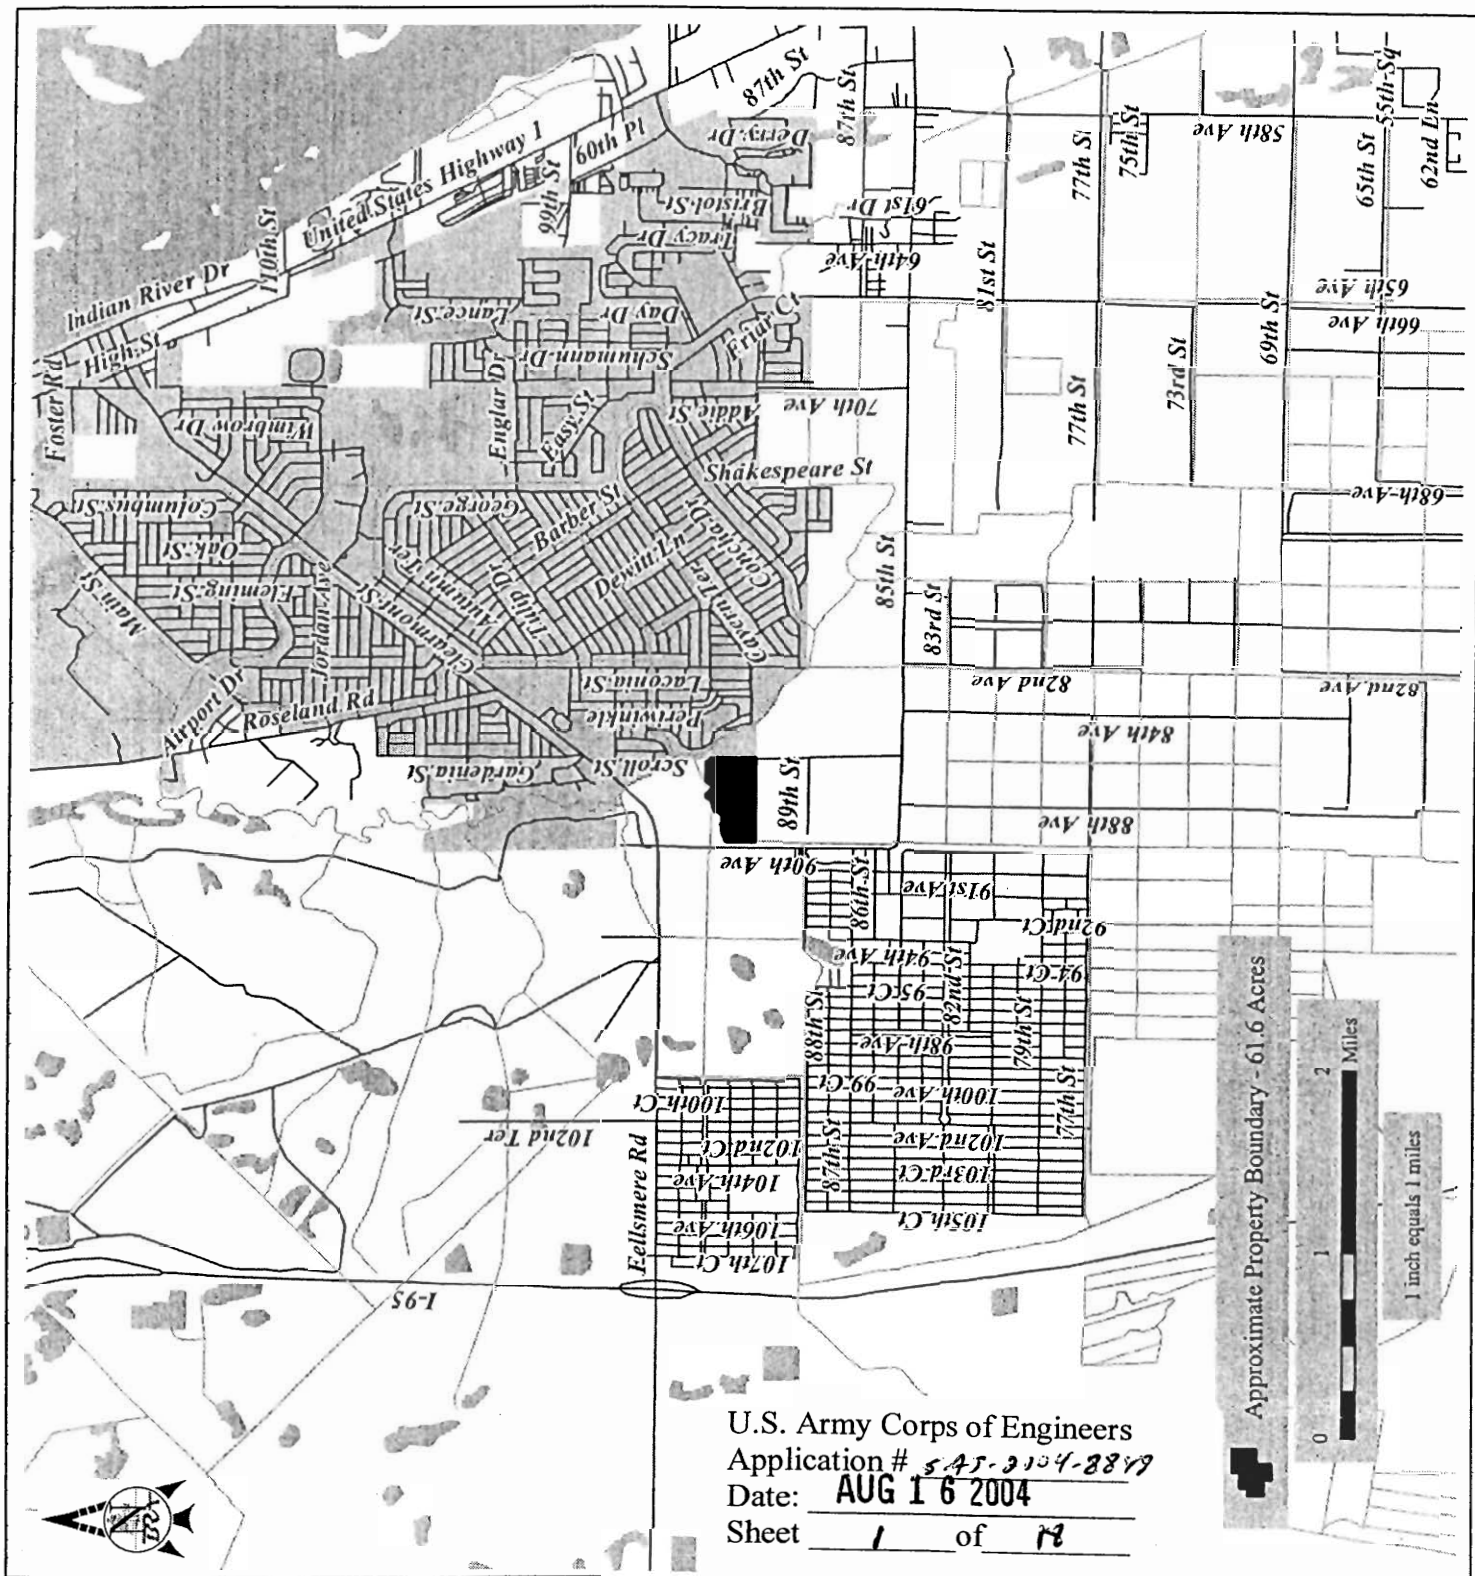 87th St
87th St
Derry Dr
United States Highway 1
60th Pl
99th St
Bristol St
Tracy Dr
61st Dr
64th Ave
58th Ave
77th St
75th St
55th Sq
65th St
62nd Ln
110th St
Indian River Dr
High St
Foster Rd
Lance St
Day Dr
Schumann Dr
Friar Ct
Englar Dr
Easy St
Addie St
70th Ave
81st St
77th St
73rd St
69th St
65th Ave
66th Ave
68th Ave
Wimbrow Dr
Columbus St
Oak St
Fleming St
Main St
Jordan Ave
Clearmont St
George St
Autumn Ter
Tulip Dr
Barber St
Dewitt Ln
Concha Dr
Shakespeare St
Caven Ter
85th St
83rd St
82nd Ave
82nd Ave
84th Ave
88th Ave
Airport Dr
Roseland Rd
Laconia St
Periwinkle
Scroll St
Gardenia St
89th St
90th Ave
86th St
91st Ave
92nd Ct
94th Ave
94 Ct
95 Ct
82nd St
88th St
98th Ave
79th St
99 Ct
100th Ave
77th St
100th Ct
102nd Ter
102nd Ct
102nd Ave
87th St
103rd Ct
104th Ave
105th Ct
106th Ave
107th Ct
Fellsmere Rd
I-95
Approximate Property Boundary - 61.6 Acres
0 1 2 Miles
1 inch equals 1 miles
N
U.S. Army Corps of Engineers
Application #
Date: AUG 16 2004
Sheet 1 of